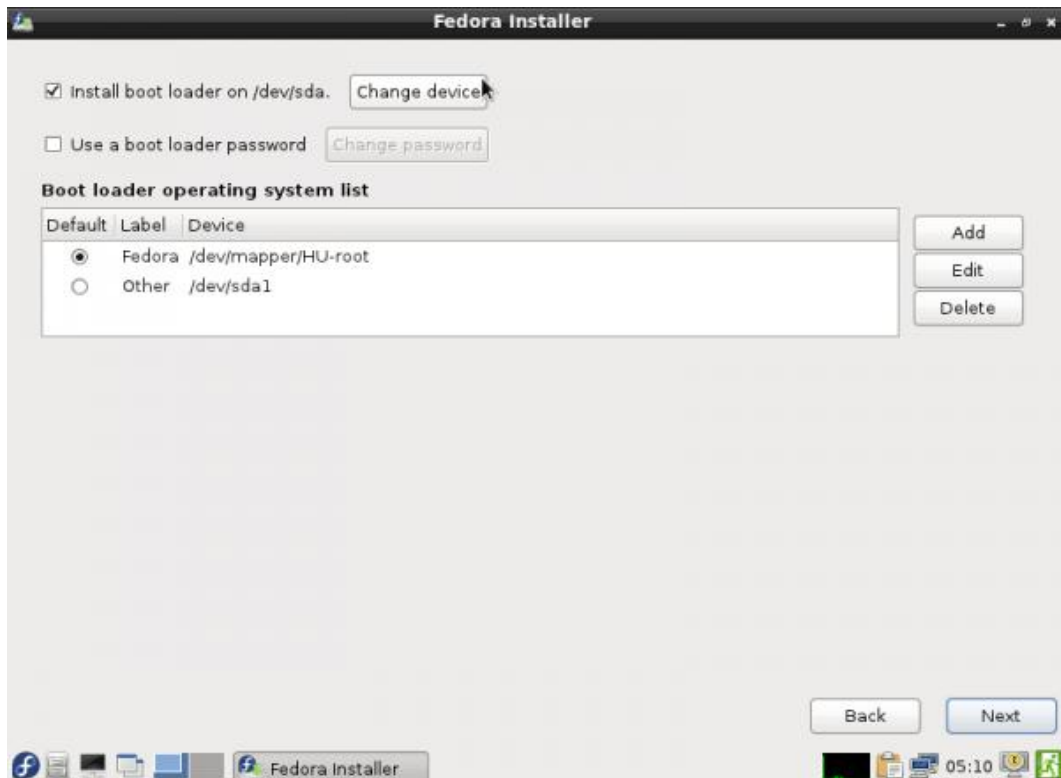 Fedora Installer
Install boot loader on /dev/sda. Change device
Use a boot loader password Change password
Boot loader operating system list
Default Label Device
Fedora /dev/mapper/HU-root
Other /dev/sda1
Add
Edit
Delete
Back Next
Fedora Installer 05:10